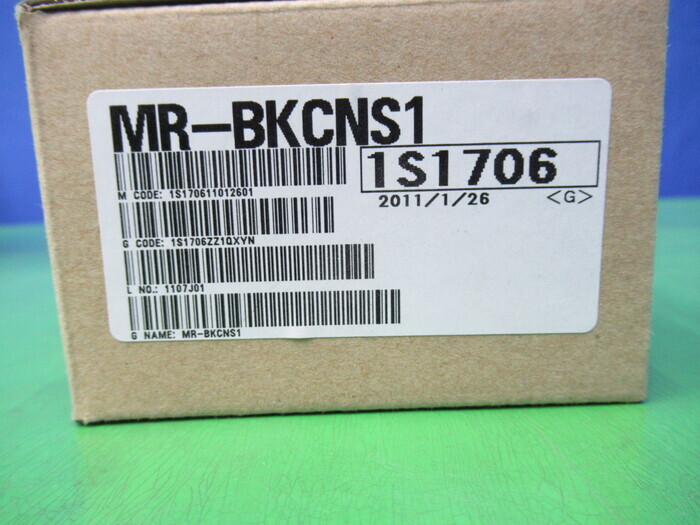 MR-BKCNS1
1S1706
M CODE: 1S170611012601
2011/1/26 <G>
G CODE: 1S1706ZZ1QXYN
L NO.: 1107J01
G NAME: MR-BKCNS1